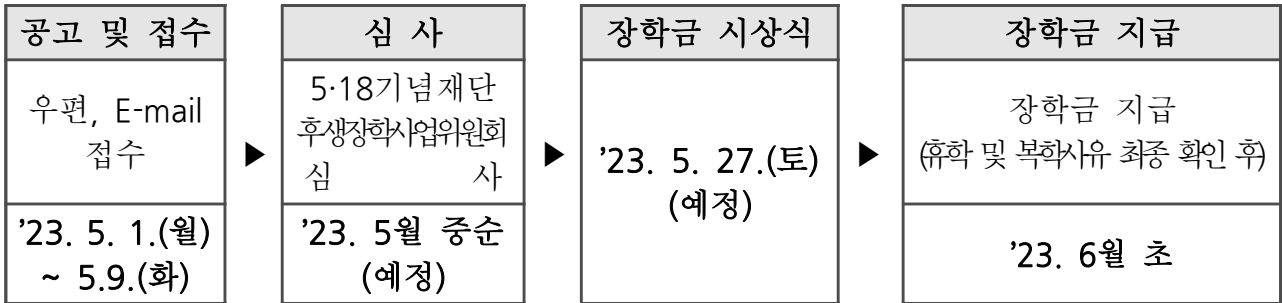 공고 및 접수
우편, E-mail
접수
’23. 5. 1.(월)
~ 5.9.(화)
▶
심 사
5·18기념재단
후생장학사업위원회
심 사
’23. 5월 중순
(예정)
▶
장학금 시상식
’23. 5. 27.(토)
(예정)
▶
장학금 지급
장학금 지급
(휴학 및 복학사유 최종 확인 후)
’23. 6월 초